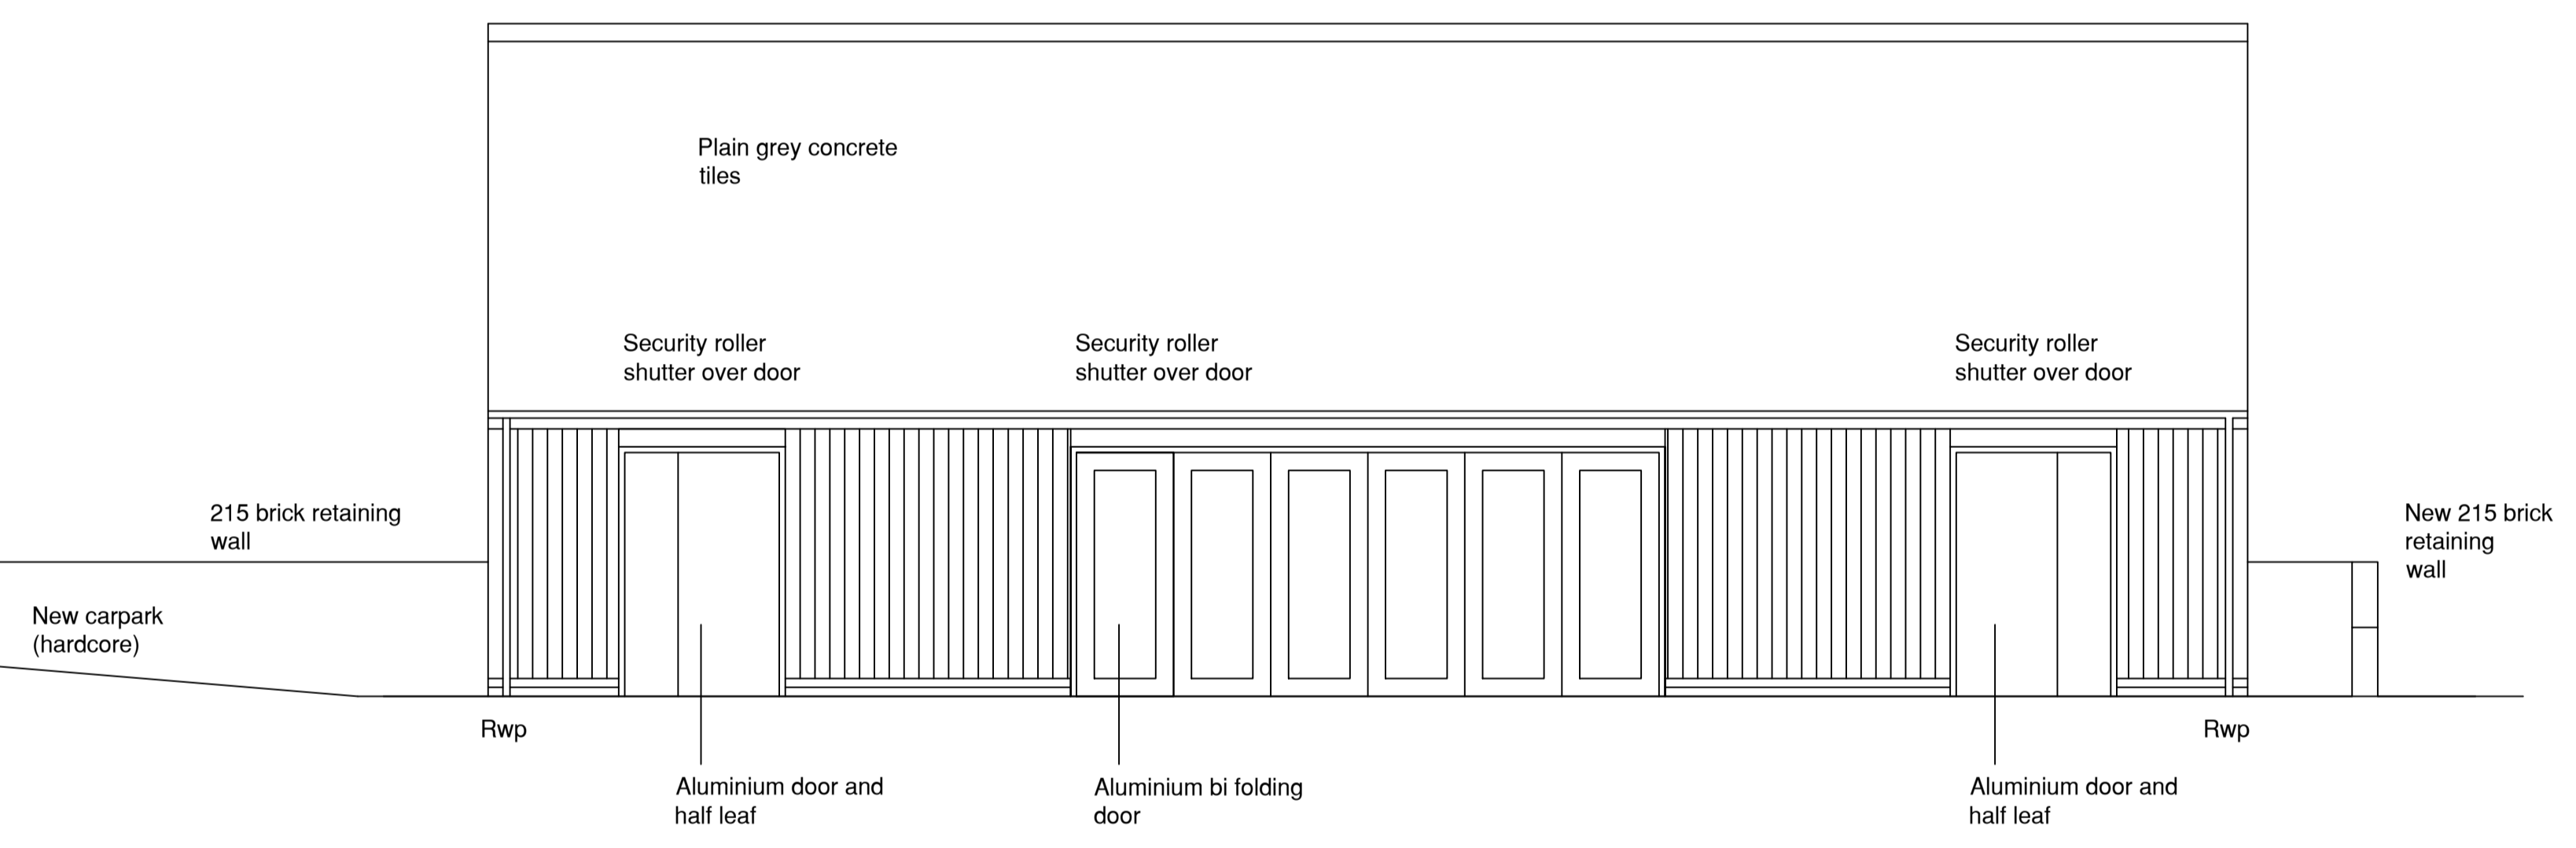 Plain grey concrete
tiles
Security roller
shutter over door
Security roller
shutter over door
Security roller
shutter over door
215 brick retaining
wall
New 215 brick
retaining
wall
New carpark
(hardcore)
Rwp
Rwp
Aluminium door and
half leaf
Aluminium bi folding
door
Aluminium door and
half leaf